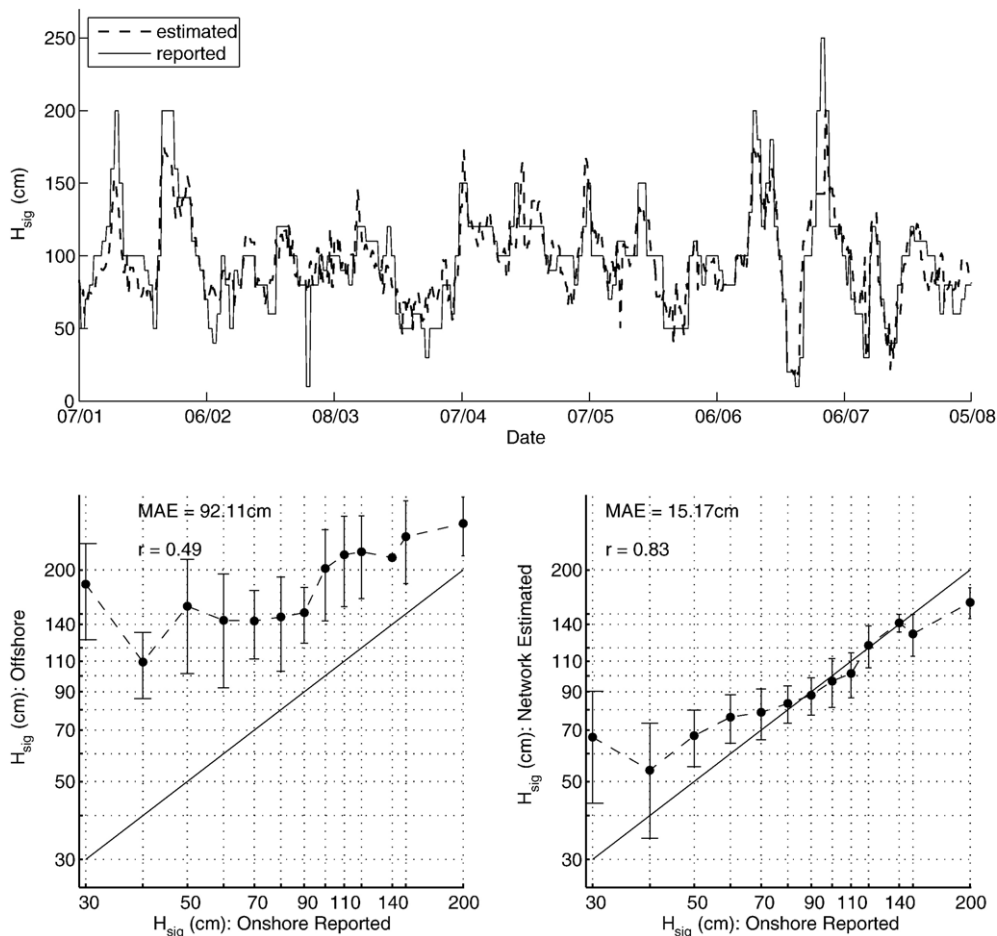 estimated
reported
250
200
150
100
50
0
H_sig (cm)
07/01 06/02 08/03 07/04 07/05 06/06 06/07 05/08
Date
MAE = 92.11cm
r = 0.49
200
140
110
90
70
50
30
H_sig (cm): Offshore
30 50 70 90 110 140 200
H_sig (cm): Onshore Reported
MAE = 15.17cm
r = 0.83
200
140
110
90
70
50
30
H_sig (cm): Network Estimated
30 50 70 90 110 140 200
H_sig (cm): Onshore Reported